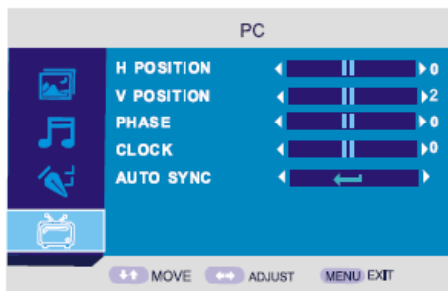 PC
H POSITION 0
V POSITION 2
PHASE 0
CLOCK 0
AUTO SYNC
MOVE ADJUST MENU EXIT